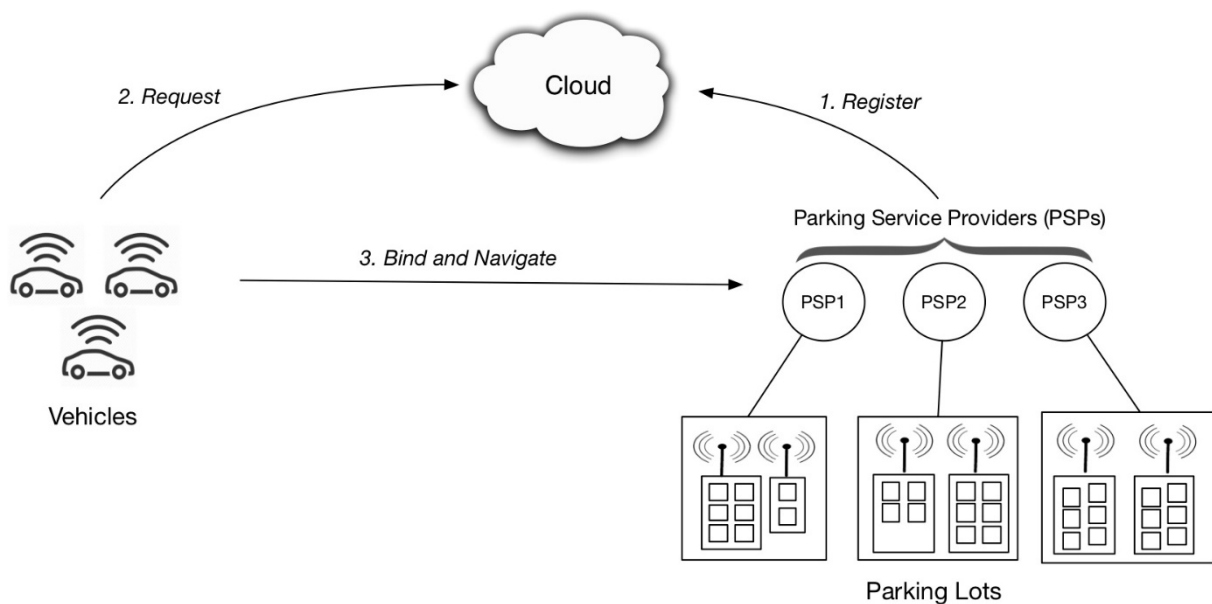 Cloud
2. Request
1. Register
Parking Service Providers (PSPs)
3. Bind and Navigate
PSP1
PSP2
PSP3
Vehicles
Parking Lots